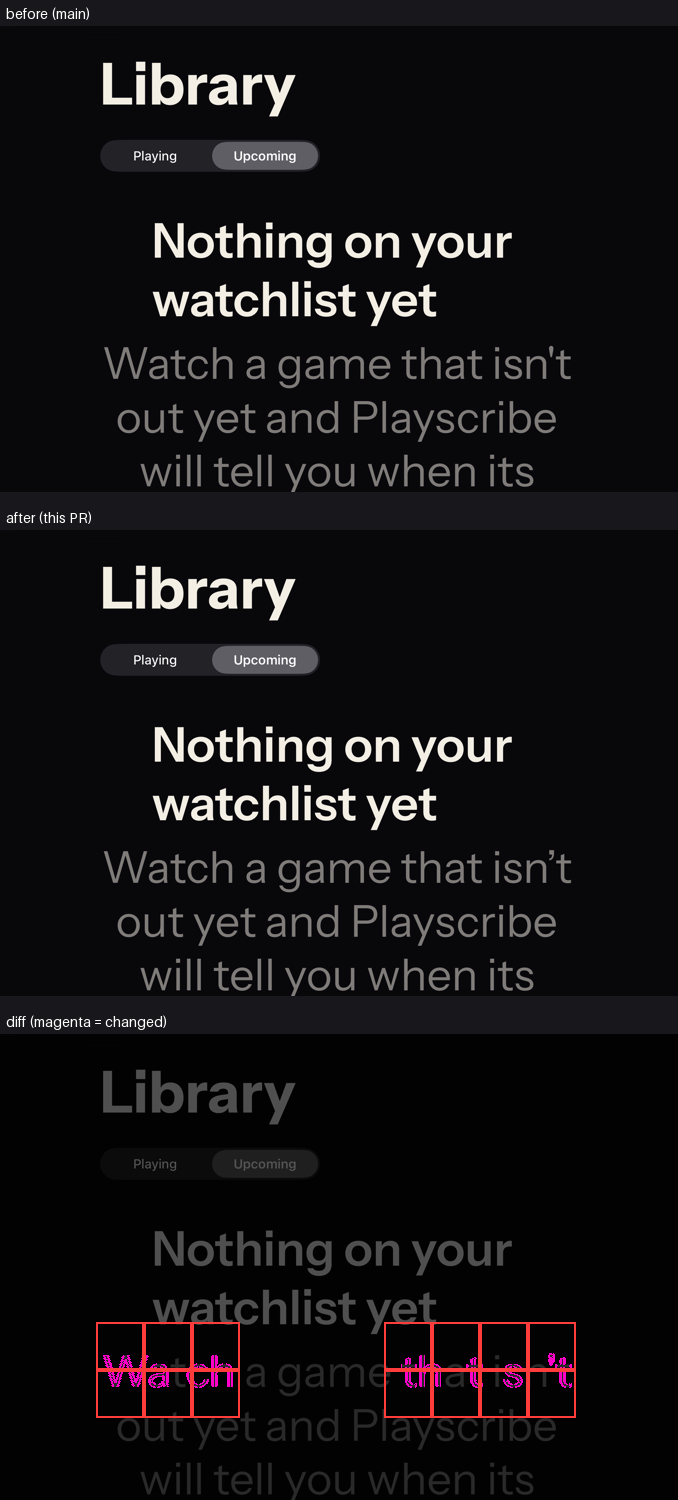 before (main)
Library
Playing
Upcoming
Nothing on your
watchlist yet
Watch a game that isn't
out yet and Playscribe
will tell you when its
after (this PR)
Library
Playing
Upcoming
Nothing on your
watchlist yet
Watch a game that isn’t
out yet and Playscribe
will tell you when its
diff (magenta = changed)
Library
Playing
Upcoming
Nothing on your
watchlist yet
Watch a game that isn't
out yet and Playscribe
will tell you when its